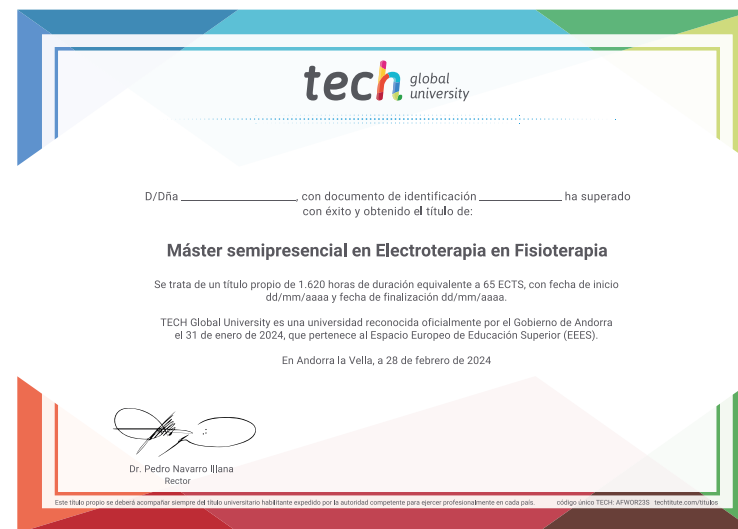 tech global
university
D/Dña ______________, con documento de identificación ____________ ha superado
con éxito y obtenido el título de:
Máster semipresencial en Electroterapia en Fisioterapia
Se trata de un título propio de 1.620 horas de duración equivalente a 65 ECTS, con fecha de inicio
dd/mm/aaaa y fecha de finalización dd/mm/aaaa.
TECH Global University es una universidad reconocida oficialmente por el Gobierno de Andorra
el 31 de enero de 2024, que pertenece al Espacio Europeo de Educación Superior (EEES).
En Andorra la Vella, a 28 de febrero de 2024
Dr. Pedro Navarro Illana
Rector
Este título propio se deberá acompañar siempre del título universitario habilitante expedido por la autoridad competente para ejercer profesionalmente en cada país. código único TECH: AFWOR23S techtitute.com/titulos